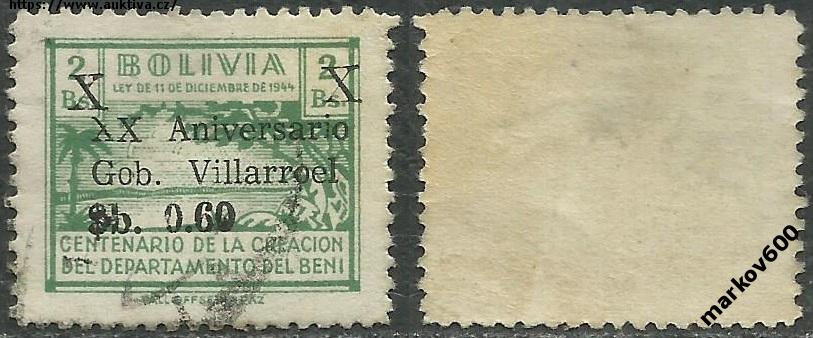 https://www.auktiva.cz/
2 BOLIVIA 2
LEY DE 11 DE DICIEMBRE DE 1944
Bs. Bs.
X X
XX Aniversario
Gob. Villarroel
$b. 0.60
CENTENARIO DE LA CREACION
DEL DEPARTAMENTO DEL BENI
markov600